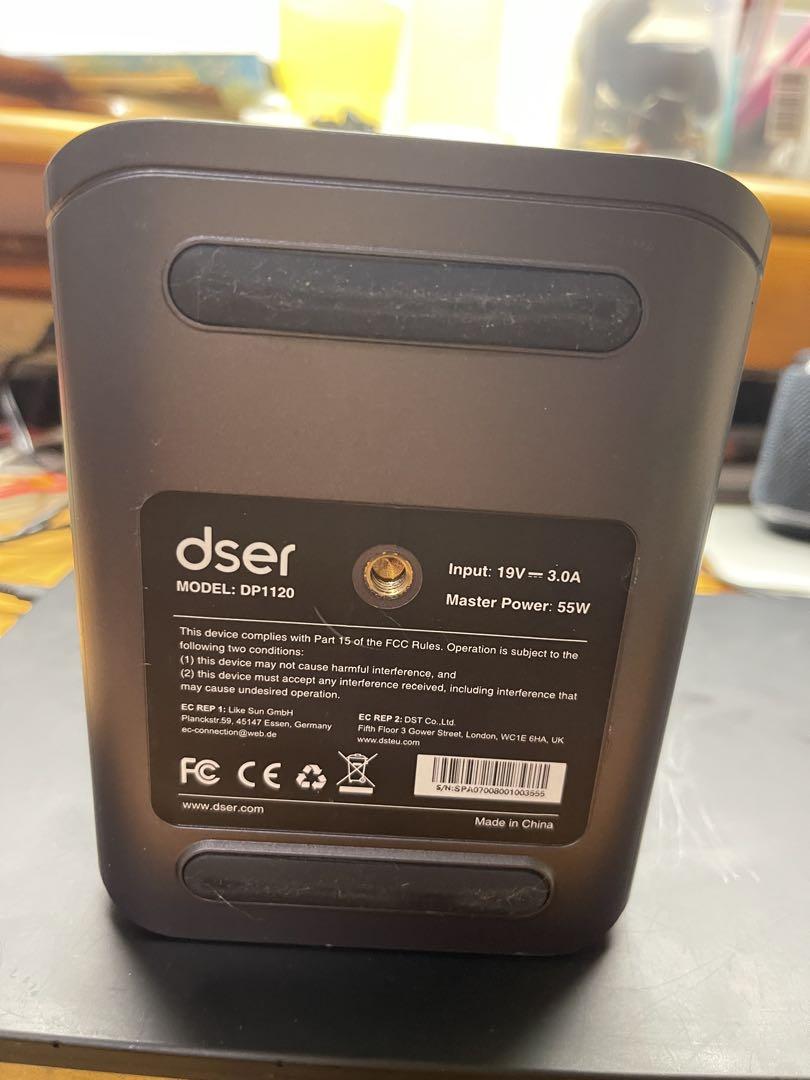 dser
MODEL: DP1120
Input: 19V ⎓ 3.0A
Master Power: 55W
This device complies with Part 15 of the FCC Rules. Operation is subject to the
following two conditions:
(1) this device may not cause harmful interference, and
(2) this device must accept any interference received, including interference that
may cause undesired operation.
EC REP 1: Like Sun GmbH
Planckstr.59, 45147 Essen, Germany
ec-connection@web.de
EC REP 2: DST Co.,Ltd.
Fifth Floor 3 Gower Street, London, WC1E 6HA, UK
www.dsteu.com
FC CE
S/N:SPA07008001003555
www.dser.com
Made in China